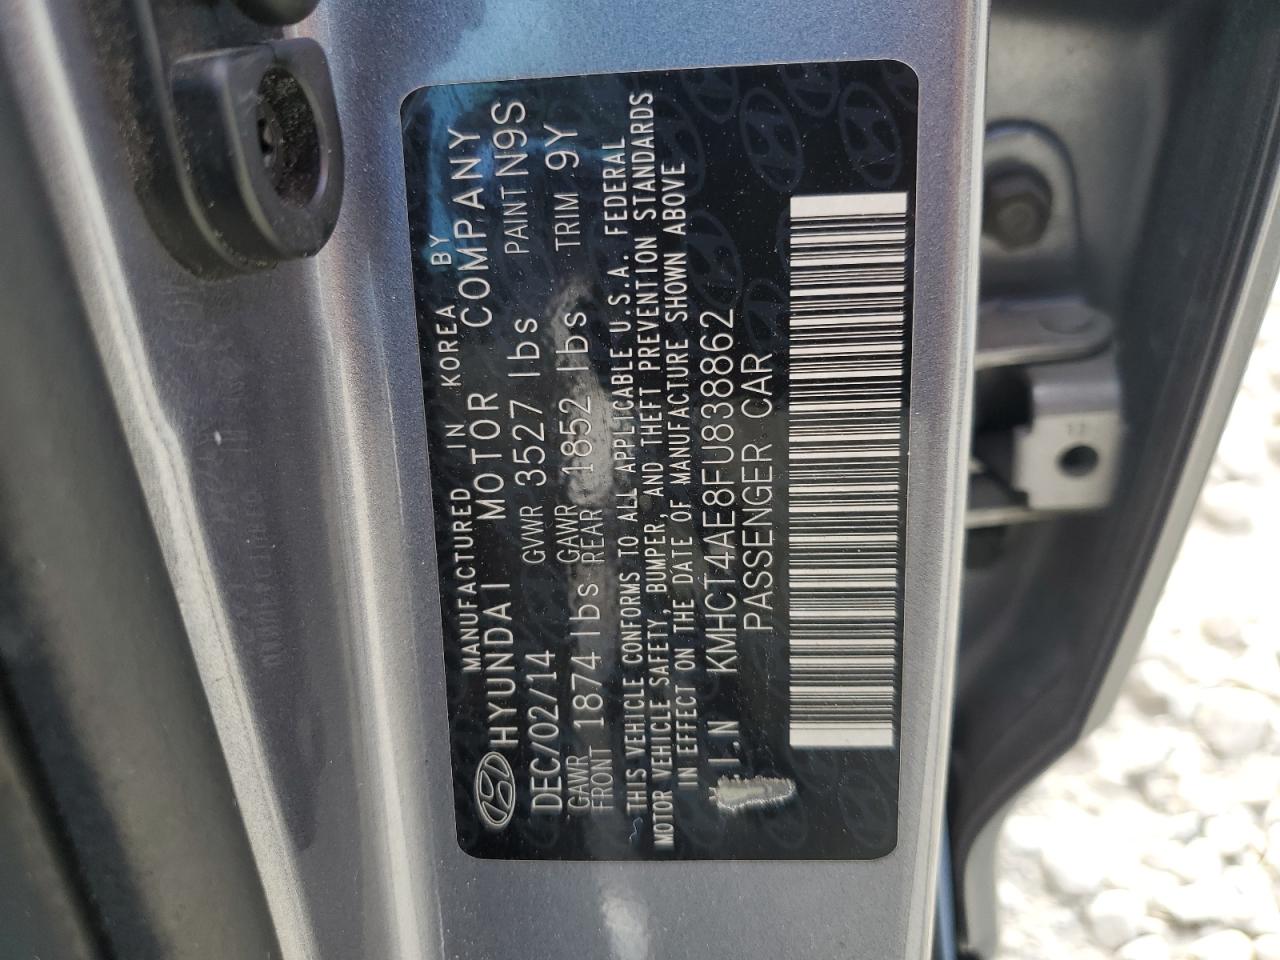 MANUFACTURED IN KOREA BY
HYUNDAI MOTOR COMPANY
DEC/02/14 GVWR 3527 lbs PAINT N9S
GAWR FRONT 1874 lbs GAWR REAR 1852 lbs TRIM 9Y
THIS VEHICLE CONFORMS TO ALL APPLICABLE U.S.A. FEDERAL
MOTOR VEHICLE SAFETY, BUMPER, AND THEFT PREVENTION STANDARDS
IN EFFECT ON THE DATE OF MANUFACTURE SHOWN ABOVE
.I.N KMHCT4AE8FU838862
PASSENGER CAR